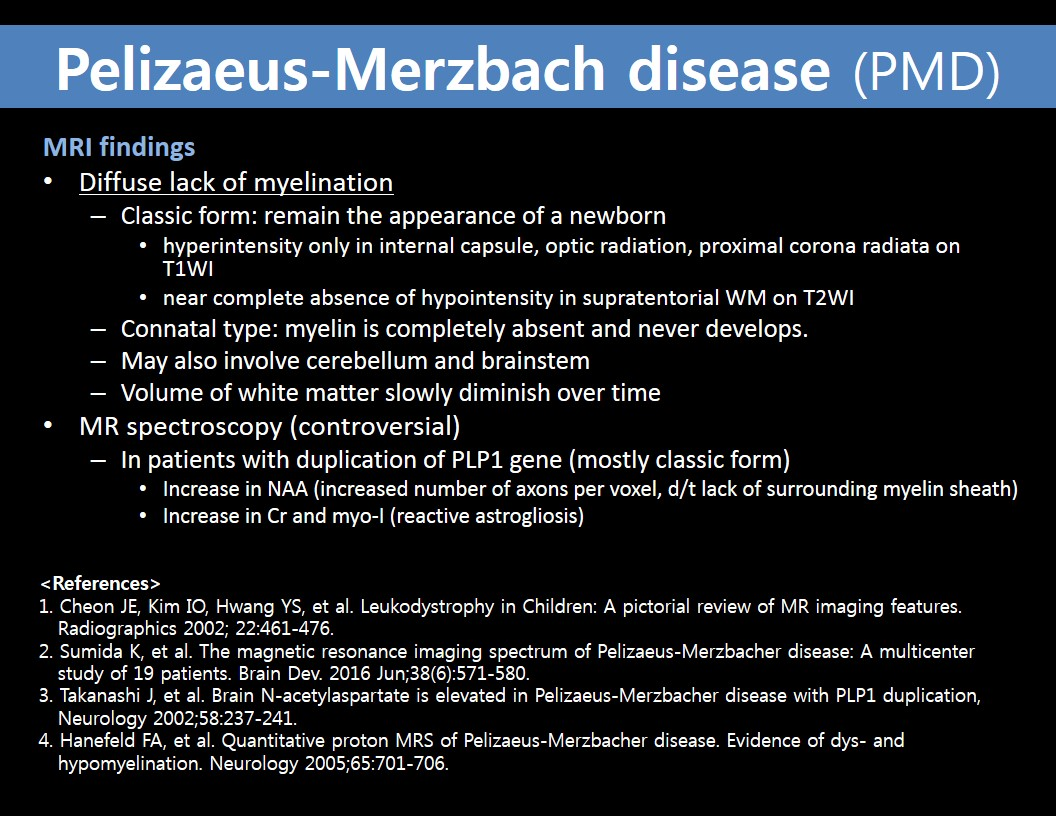 Pelizaeus-Merzbach disease (PMD)
MRI findings
• Diffuse lack of myelination
– Classic form: remain the appearance of a newborn
• hyperintensity only in internal capsule, optic radiation, proximal corona radiata on
T1WI
• near complete absence of hypointensity in supratentorial WM on T2WI
– Connatal type: myelin is completely absent and never develops.
– May also involve cerebellum and brainstem
– Volume of white matter slowly diminish over time
• MR spectroscopy (controversial)
– In patients with duplication of PLP1 gene (mostly classic form)
• Increase in NAA (increased number of axons per voxel, d/t lack of surrounding myelin sheath)
• Increase in Cr and myo-I (reactive astrogliosis)
<References>
1. Cheon JE, Kim IO, Hwang YS, et al. Leukodystrophy in Children: A pictorial review of MR imaging features.
Radiographics 2002; 22:461-476.
2. Sumida K, et al. The magnetic resonance imaging spectrum of Pelizaeus-Merzbacher disease: A multicenter
study of 19 patients. Brain Dev. 2016 Jun;38(6):571-580.
3. Takanashi J, et al. Brain N-acetylaspartate is elevated in Pelizaeus-Merzbacher disease with PLP1 duplication,
Neurology 2002;58:237-241.
4. Hanefeld FA, et al. Quantitative proton MRS of Pelizaeus-Merzbacher disease. Evidence of dys- and
hypomyelination. Neurology 2005;65:701-706.